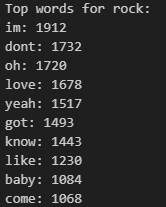 Top words for rock:
im: 1912
dont: 1732
oh: 1720
love: 1678
yeah: 1517
got: 1493
know: 1443
like: 1230
baby: 1084
come: 1068